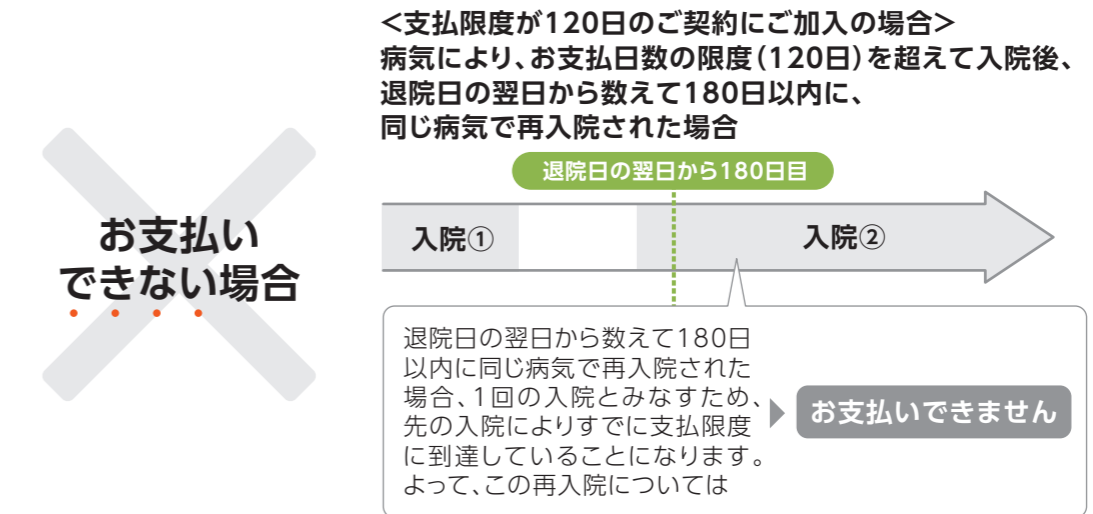 <支払限度が120日のご契約にご加入の場合>
病気により、お支払日数の限度(120日)を超えて入院後、
退院日の翌日から数えて180日以内に、
同じ病気で再入院された場合
お支払い
できない場合
退院日の翌日から180日目
入院①
入院②
退院日の翌日から数えて180日
以内に同じ病気で再入院された
場合、1回の入院とみなすため、
先の入院によりすでに支払限度
に到達していることになります。
よって、この再入院については
お支払いできません